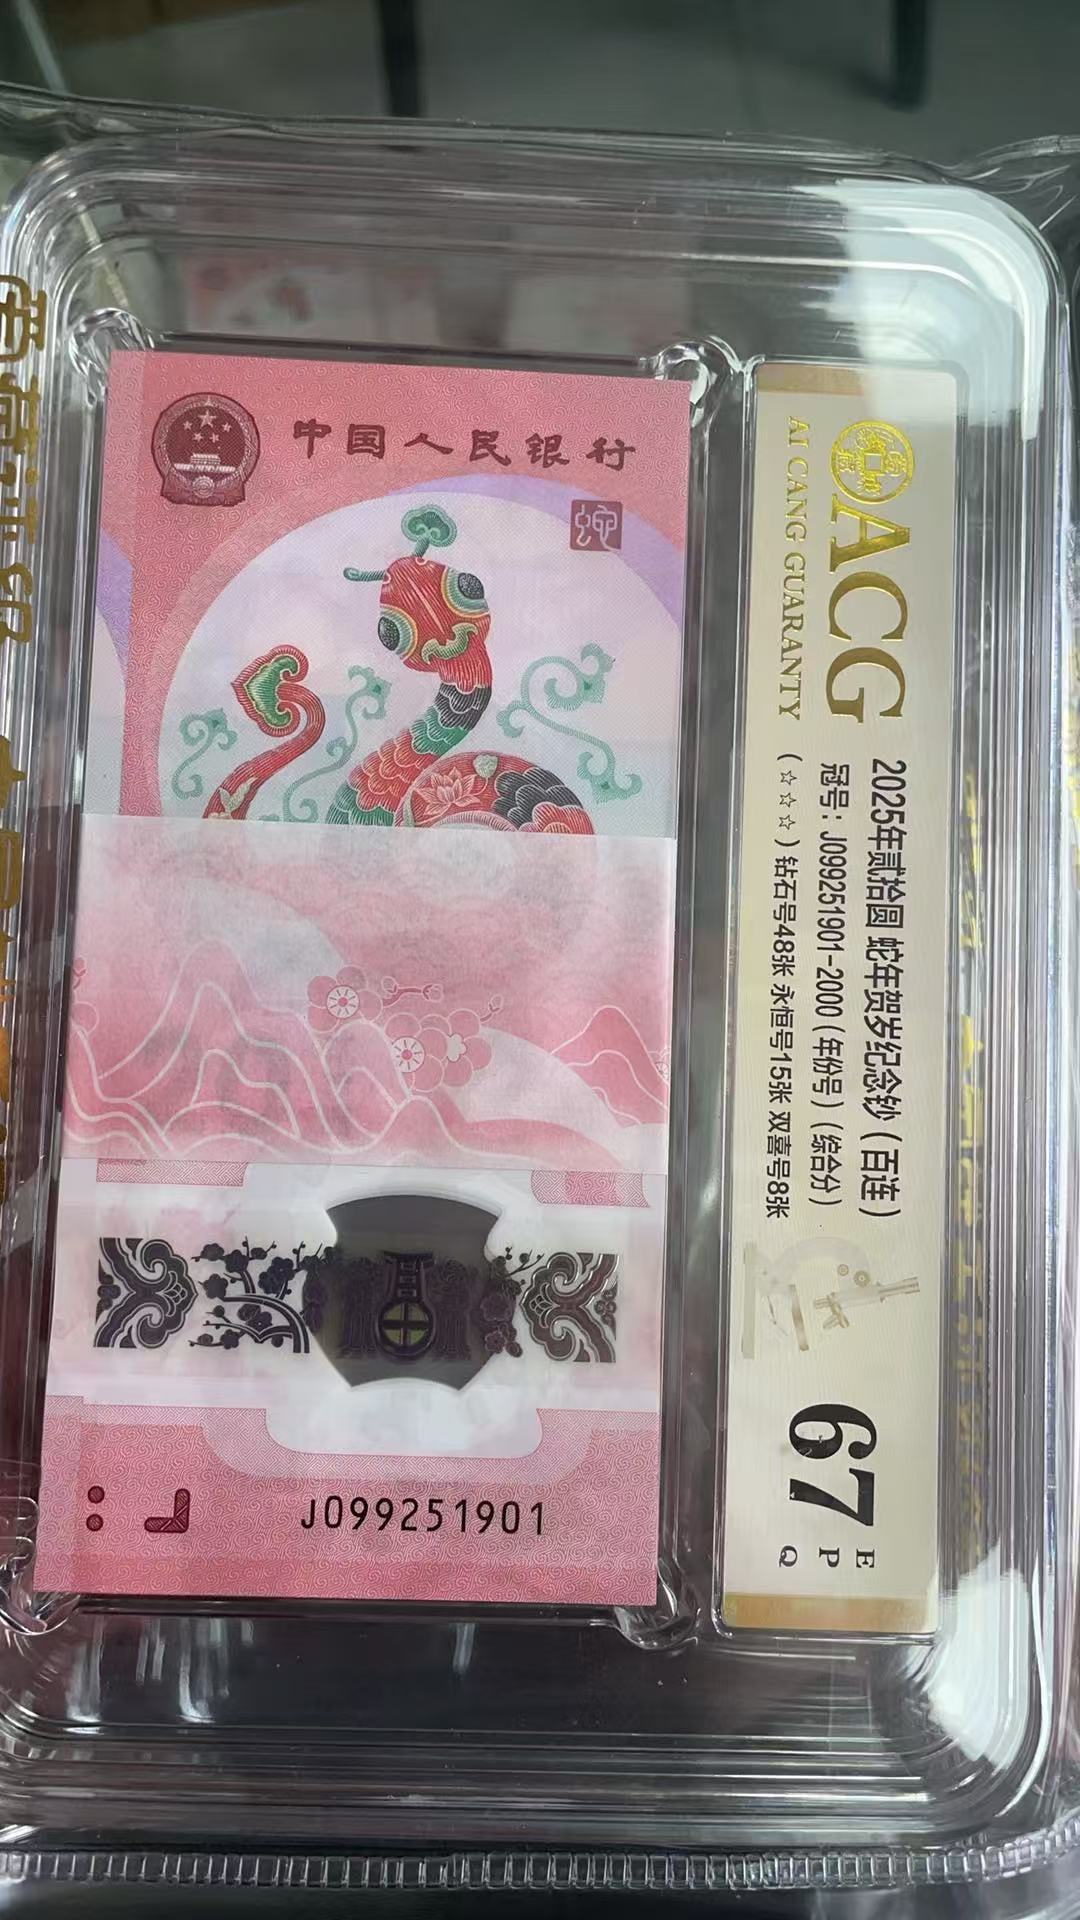 中国人民银行
蛇
J099251901
ACG
AI CANG GUARANTY
2025年贰拾圆 蛇年贺岁纪念钞（百连）
冠号：J099251901-2000（年份号）（综合分）
（☆☆☆）钻石号48张 永恒号15张 双喜号8张
67
E
P
Q